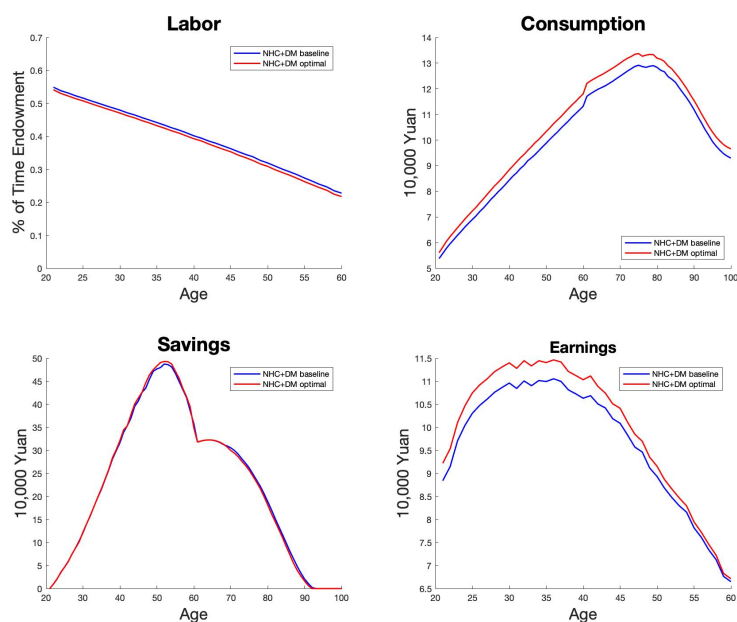 Labor
% of Time Endowment
0.7
0.6
0.5
0.4
0.3
0.2
0.1
0
20 25 30 35 40 45 50 55 60
Age
NHC+DM baseline
NHC+DM optimal
Consumption
10,000 Yuan
14
13
12
11
10
9
8
7
6
5
20 30 40 50 60 70 80 90 100
Age
NHC+DM baseline
NHC+DM optimal
Savings
10,000 Yuan
50
45
40
35
30
25
20
15
10
5
0
20 30 40 50 60 70 80 90 100
Age
NHC+DM baseline
NHC+DM optimal
Earnings
10,000 Yuan
11.5
11
10.5
10
9.5
9
8.5
8
7.5
7
6.5
20 25 30 35 40 45 50 55 60
Age
NHC+DM baseline
NHC+DM optimal